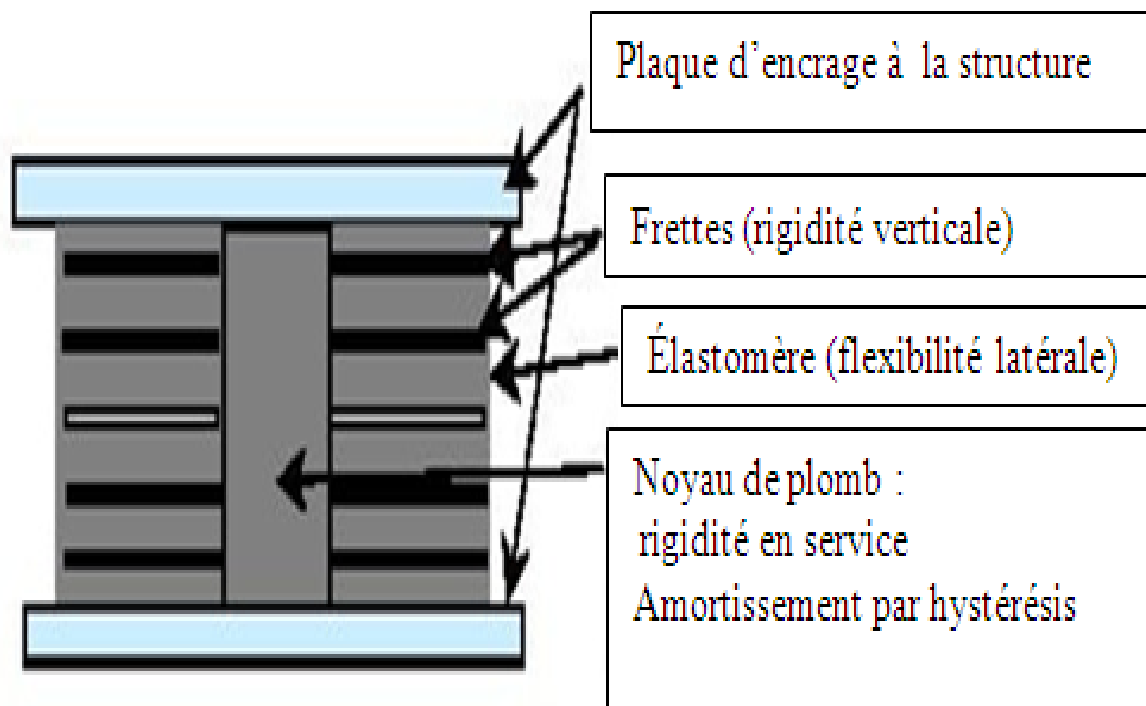 Plaque d'encrage à la structure
Frettes (rigidité verticale)
Élastomère (flexibilité latérale)
Noyau de plomb :
rigidité en service
Amortissement par hystérésis